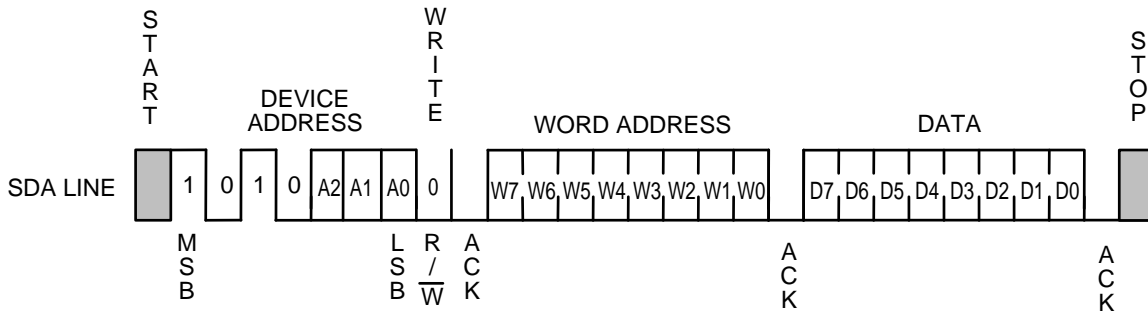 START
WRITE
STOP
DEVICE
ADDRESS
WORD ADDRESS
DATA
SDA LINE
1 0 1 0 A2 A1 A0 0 W7 W6 W5 W4 W3 W2 W1 W0 D7 D6 D5 D4 D3 D2 D1 D0
MSB
LSB
R/W̅
ACK
ACK
ACK